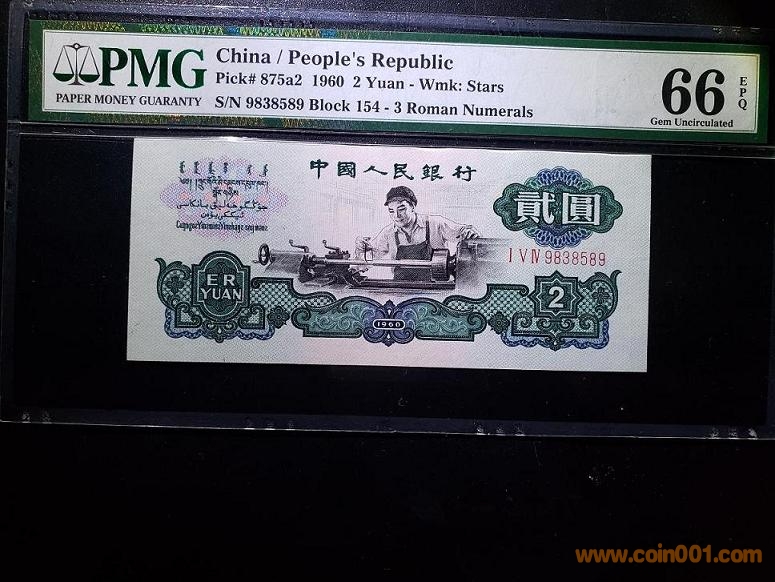 PMG
PAPER MONEY GUARANTY
China / People's Republic
Pick# 875a2 1960 2 Yuan - Wmk: Stars
S/N 9838589 Block 154 - 3 Roman Numerals
66
EPQ
Gem Uncirculated
中國人民銀行
貳圓
I V IV 9838589
ER
YUAN
1960
2
www.coin001.com